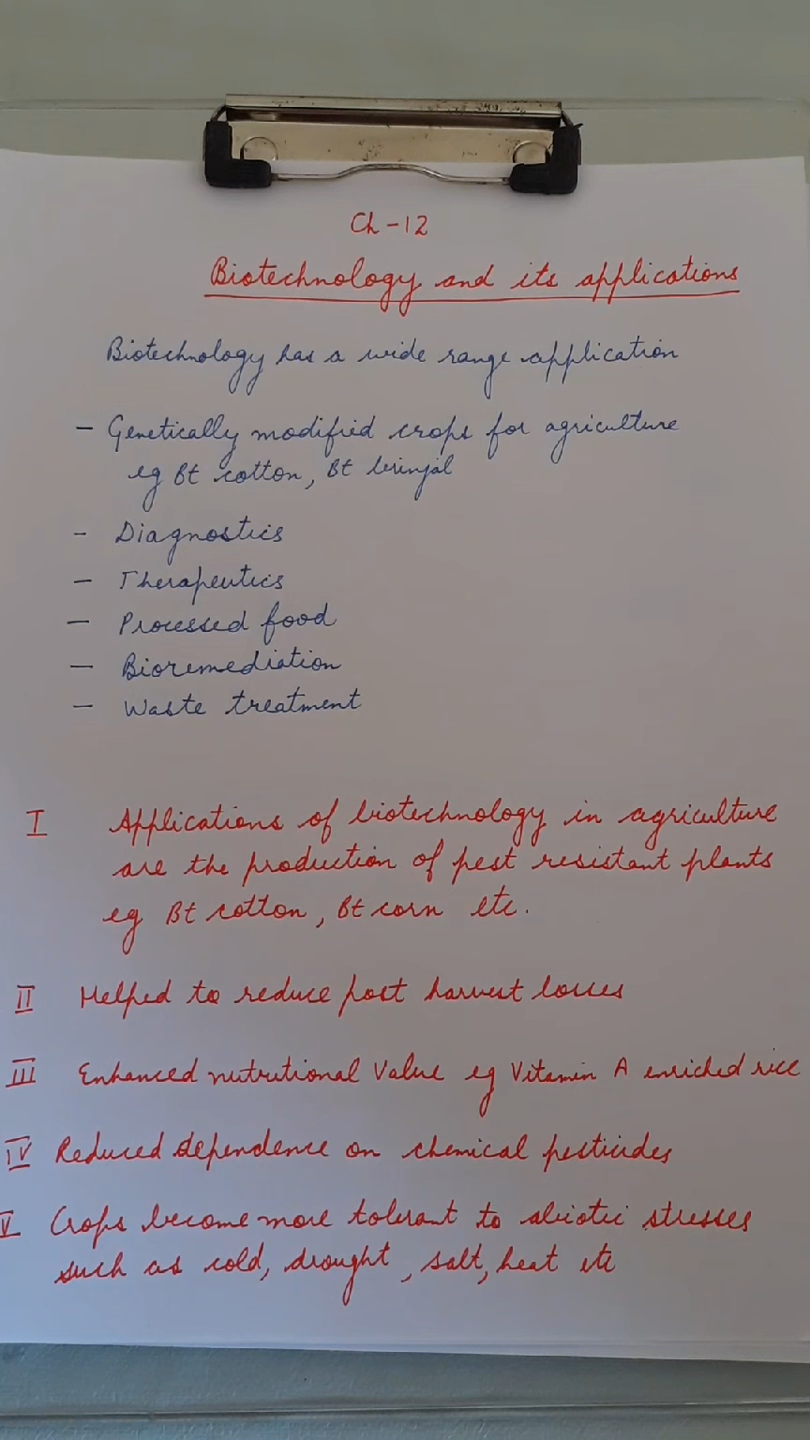 Ch-12
Biotechnology and its applications
Biotechnology has a wide range application
- Genetically modified crops for agriculture
eg Bt cotton, Bt brinjal
- Diagnostics
- Therapeutics
- Processed food
- Bioremediation
- Waste treatment
I Applications of biotechnology in agriculture
are the production of pest resistant plants
eg Bt cotton, Bt corn etc.
II Helped to reduce post harvest losses
III Enhanced nutritional Value eg Vitamin A enriched rice
IV Reduced dependence on chemical pesticides
V Crops become more tolerant to abiotic stresses
such as cold, drought, salt, heat etc